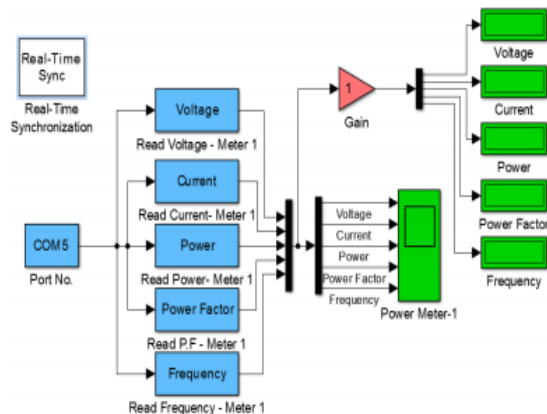 Real-Time
Sync
Real-Time
Synchronization
COM5
Port No.
Voltage
Read Voltage - Meter 1
Current
Read Current- Meter 1
Power
Read Power- Meter 1
Power Factor
Read P.F - Meter 1
Frequency
Read Frequency - Meter 1
1
Gain
Voltage
Current
Power
Power Factor
Frequency
Power Meter-1
Voltage
Current
Power
Power Factor
Frequency